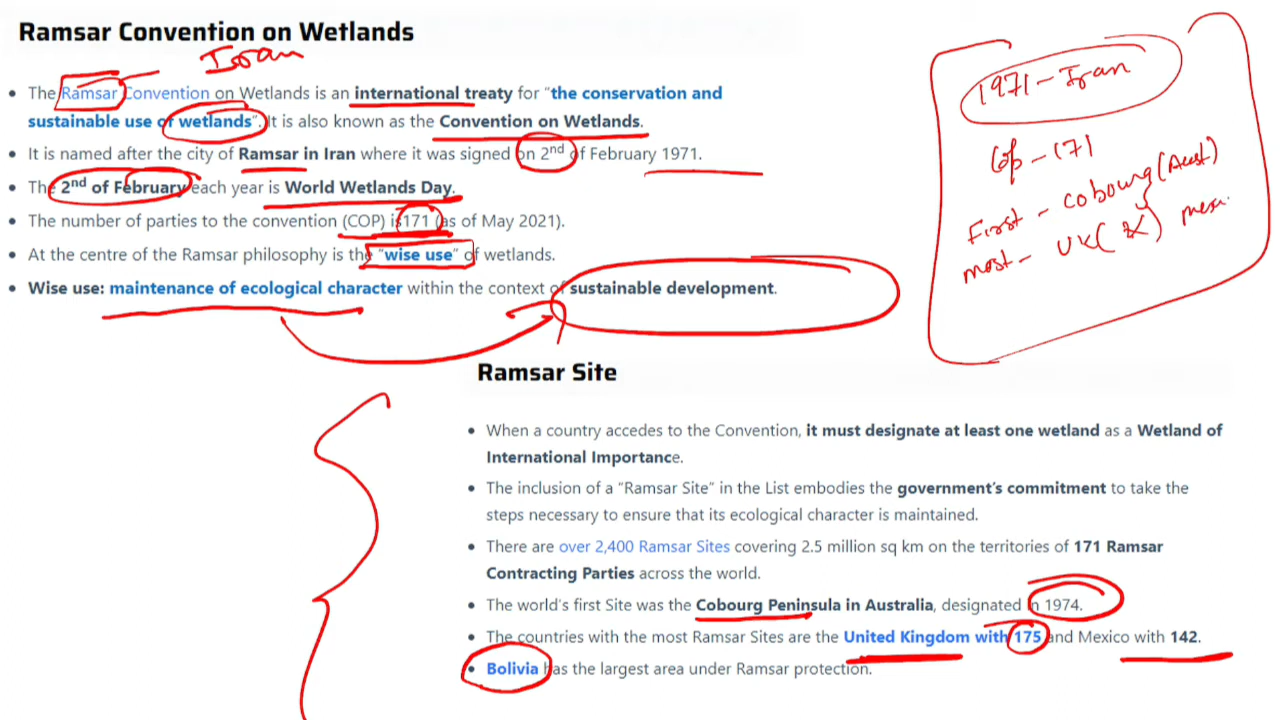 Ramsar Convention on Wetlands
Iran
• The Ramsar Convention on Wetlands is an international treaty for “the conservation and
sustainable use of wetlands”. It is also known as the Convention on Wetlands.
• It is named after the city of Ramsar in Iran where it was signed on 2nd of February 1971.
• The 2nd of February each year is World Wetlands Day.
• The number of parties to the convention (COP) is 171 (as of May 2021).
• At the centre of the Ramsar philosophy is the “wise use” of wetlands.
• Wise use: maintenance of ecological character within the context of sustainable development.
1971 - Iran
Cop - 171
First - Cobourg (Aust)
most - UK
Ramsar Site
• When a country accedes to the Convention, it must designate at least one wetland as a Wetland of
International Importance.
• The inclusion of a “Ramsar Site” in the List embodies the government’s commitment to take the
steps necessary to ensure that its ecological character is maintained.
• There are over 2,400 Ramsar Sites covering 2.5 million sq km on the territories of 171 Ramsar
Contracting Parties across the world.
• The world’s first Site was the Cobourg Peninsula in Australia, designated in 1974.
• The countries with the most Ramsar Sites are the United Kingdom with 175 and Mexico with 142.
• Bolivia has the largest area under Ramsar protection.